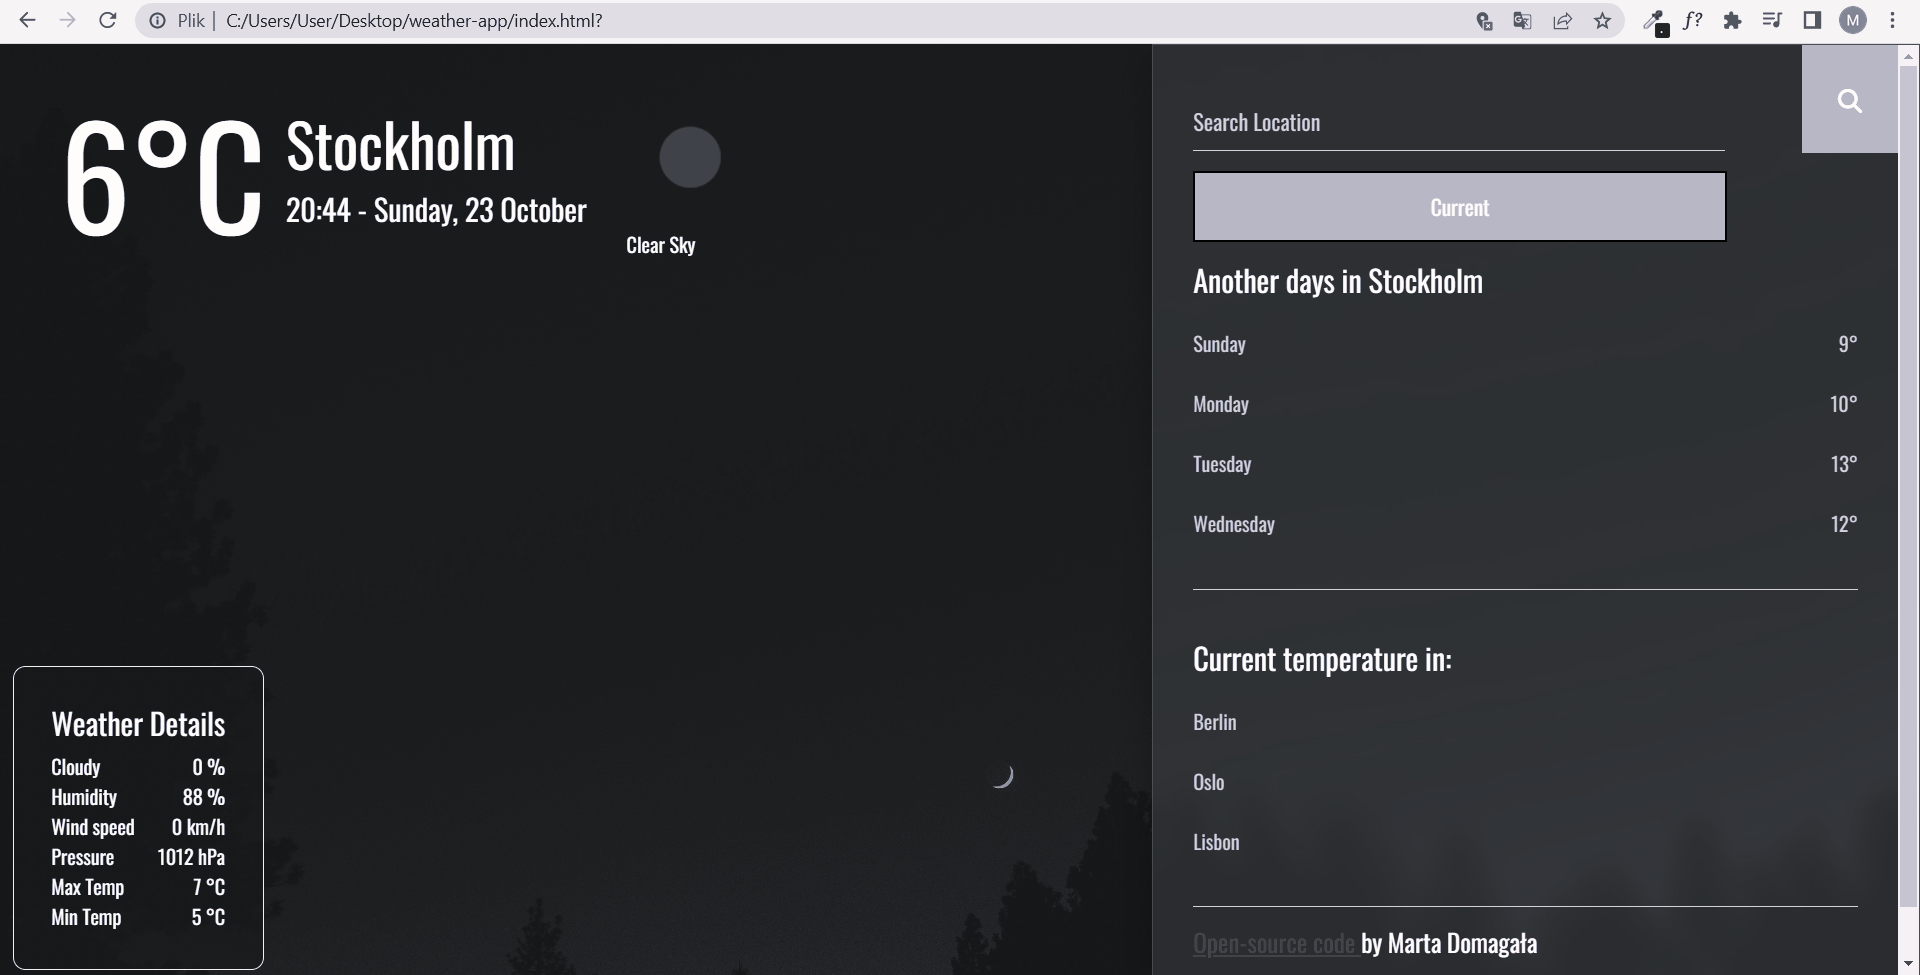 Plik | C:/Users/User/Desktop/weather-app/index.html?
f?
M
6°C
Stockholm
20:44 - Sunday, 23 October
Clear Sky
Weather Details
Cloudy 0 %
Humidity 88 %
Wind speed 0 km/h
Pressure 1012 hPa
Max Temp 7 °C
Min Temp 5 °C
Search Location
Current
Another days in Stockholm
Sunday 9°
Monday 10°
Tuesday 13°
Wednesday 12°
Current temperature in:
Berlin
Oslo
Lisbon
Open-source code by Marta Domagała